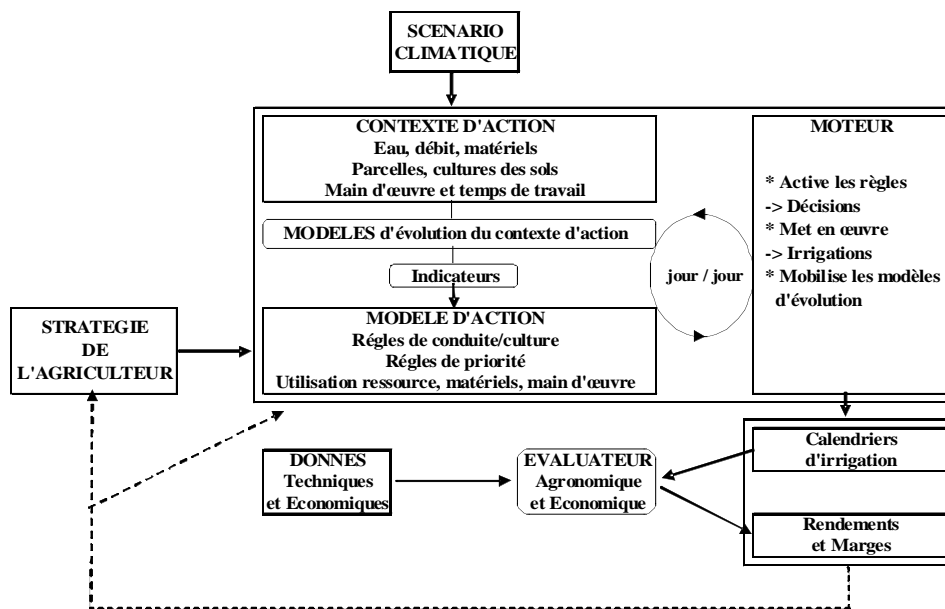 SCENARIO
CLIMATIQUE
CONTEXTE D'ACTION
Eau, débit, matériels
Parcelles, cultures des sols
Main d'œuvre et temps de travail
MODELES d'évolution du contexte d'action
Indicateurs
MODELE D'ACTION
Régles de conduite/culture
Régles de priorité
Utilisation ressource, matériels, main d'œuvre
jour / jour
MOTEUR
* Active les règles
-> Décisions
* Met en œuvre
-> Irrigations
* Mobilise les modèles
d'évolution
STRATEGIE
DE
L'AGRICULTEUR
DONNES
Techniques
et Economiques
EVALUATEUR
Agronomique
et Economique
Calendriers
d'irrigation
Rendements
et Marges